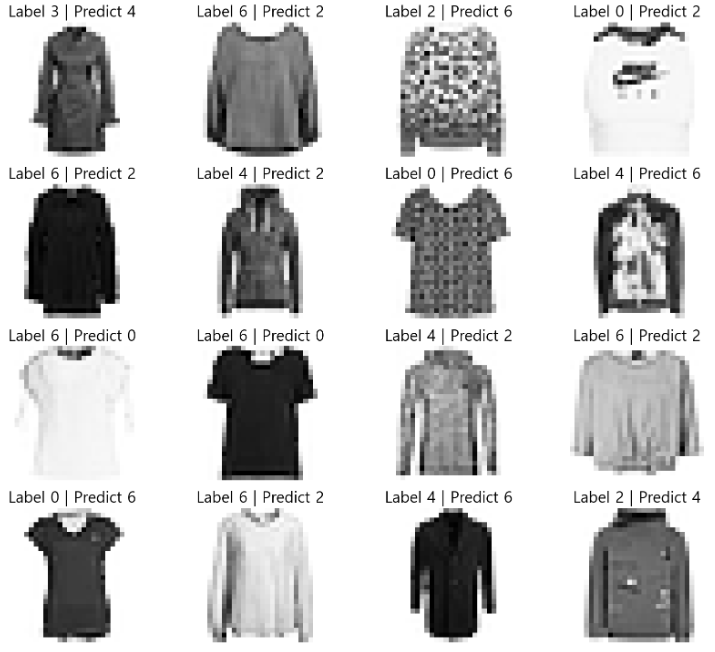 Label 3 | Predict 4
Label 6 | Predict 2
Label 2 | Predict 6
Label 0 | Predict 2
Label 6 | Predict 2
Label 4 | Predict 2
Label 0 | Predict 6
Label 4 | Predict 6
Label 6 | Predict 0
Label 6 | Predict 0
Label 4 | Predict 2
Label 6 | Predict 2
Label 0 | Predict 6
Label 6 | Predict 2
Label 4 | Predict 6
Label 2 | Predict 4